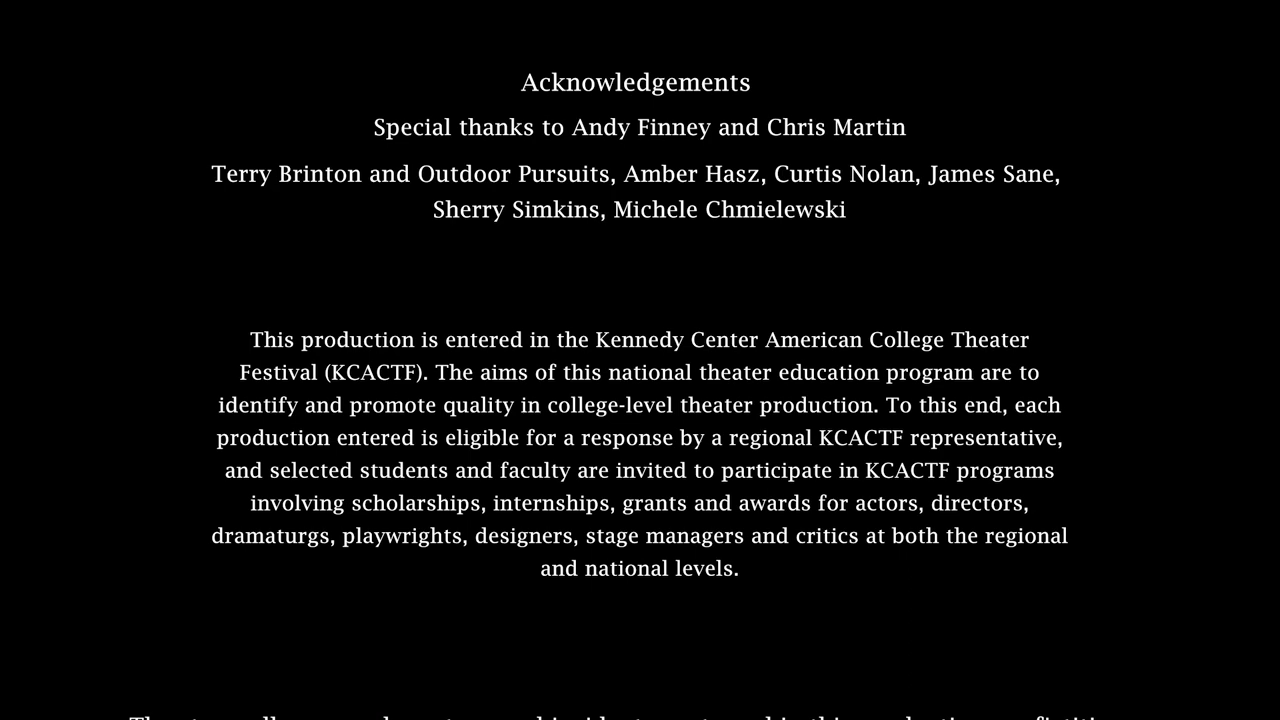 Acknowledgements
Special thanks to Andy Finney and Chris Martin
Terry Brinton and Outdoor Pursuits, Amber Hasz, Curtis Nolan, James Sane,
Sherry Simkins, Michele Chmielewski
This production is entered in the Kennedy Center American College Theater
Festival (KCACTF). The aims of this national theater education program are to
identify and promote quality in college-level theater production. To this end, each
production entered is eligible for a response by a regional KCACTF representative,
and selected students and faculty are invited to participate in KCACTF programs
involving scholarships, internships, grants and awards for actors, directors,
dramaturgs, playwrights, designers, stage managers and critics at both the regional
and national levels.